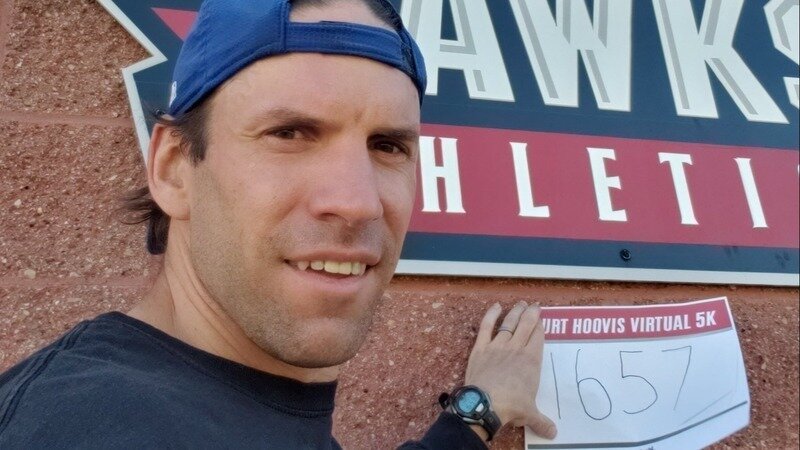 AWKS
HLETI
URT HOOVIS VIRTUAL 5K
1657